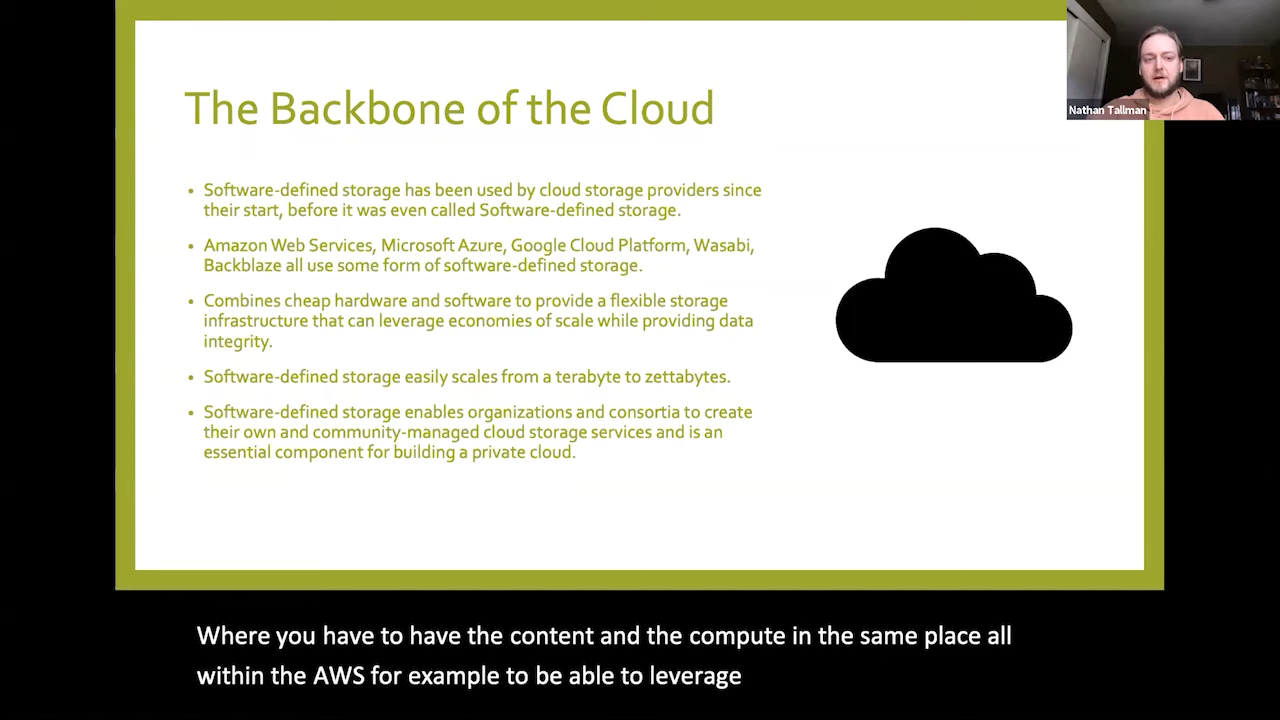 The Backbone of the Cloud
Nathan Tallman
• Software-defined storage has been used by cloud storage providers since
their start, before it was even called Software-defined storage.
• Amazon Web Services, Microsoft Azure, Google Cloud Platform, Wasabi,
Backblaze all use some form of software-defined storage.
• Combines cheap hardware and software to provide a flexible storage
infrastructure that can leverage economies of scale while providing data
integrity.
• Software-defined storage easily scales from a terabyte to zettabytes.
• Software-defined storage enables organizations and consortia to create
their own and community-managed cloud storage services and is an
essential component for building a private cloud.
Where you have to have the content and the compute in the same place all
within the AWS for example to be able to leverage